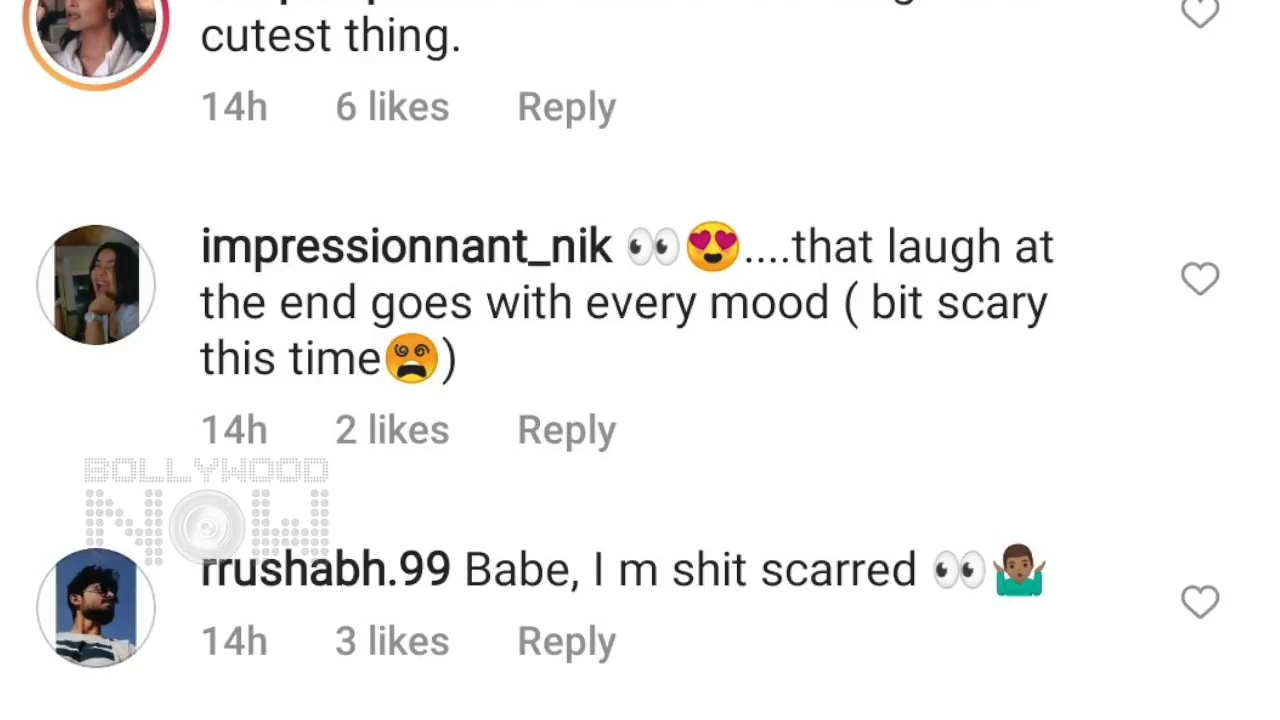 cutest thing.
14h 6 likes Reply
impressionnant_nik 👀😍....that laugh at
the end goes with every mood ( bit scary
this time😵)
14h 2 likes Reply
BOLLYWOOD
NOW
rrushabh.99 Babe, I m shit scarred 👀🤷🏽‍♂️
14h 3 likes Reply